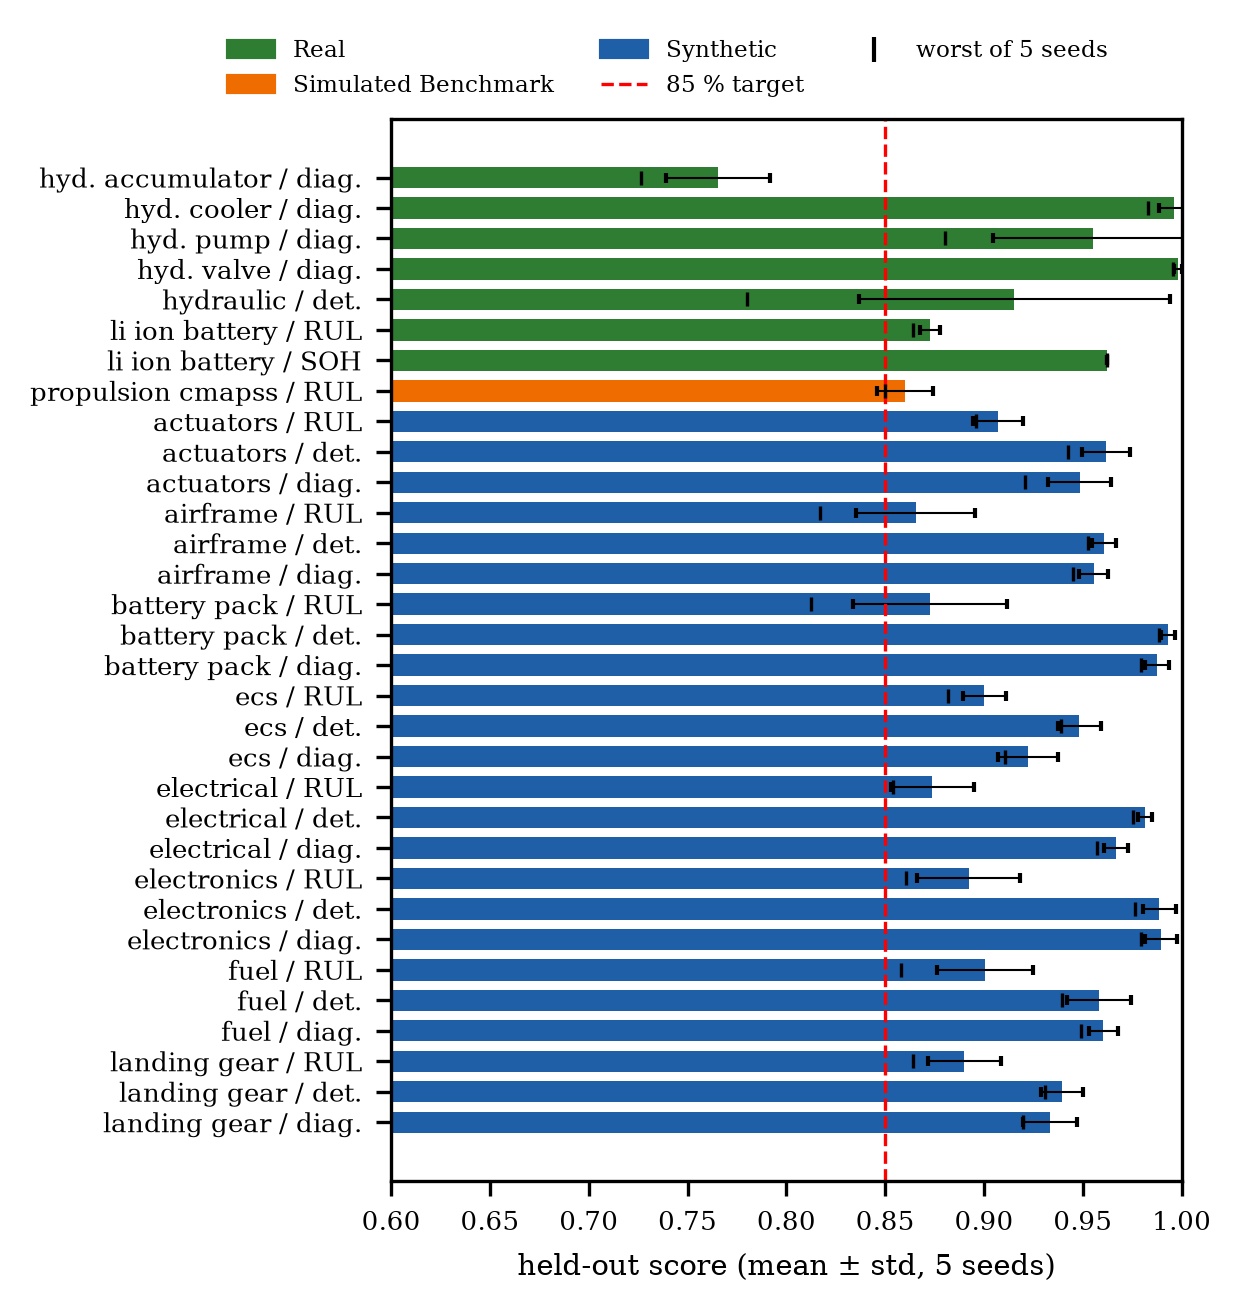 Real
Simulated Benchmark
Synthetic
85 % target
worst of 5 seeds
hyd. accumulator / diag.
hyd. cooler / diag.
hyd. pump / diag.
hyd. valve / diag.
hydraulic / det.
li ion battery / RUL
li ion battery / SOH
propulsion cmapss / RUL
actuators / RUL
actuators / det.
actuators / diag.
airframe / RUL
airframe / det.
airframe / diag.
battery pack / RUL
battery pack / det.
battery pack / diag.
ecs / RUL
ecs / det.
ecs / diag.
electrical / RUL
electrical / det.
electrical / diag.
electronics / RUL
electronics / det.
electronics / diag.
fuel / RUL
fuel / det.
fuel / diag.
landing gear / RUL
landing gear / det.
landing gear / diag.
0.60 0.65 0.70 0.75 0.80 0.85 0.90 0.95 1.00
held-out score (mean ± std, 5 seeds)